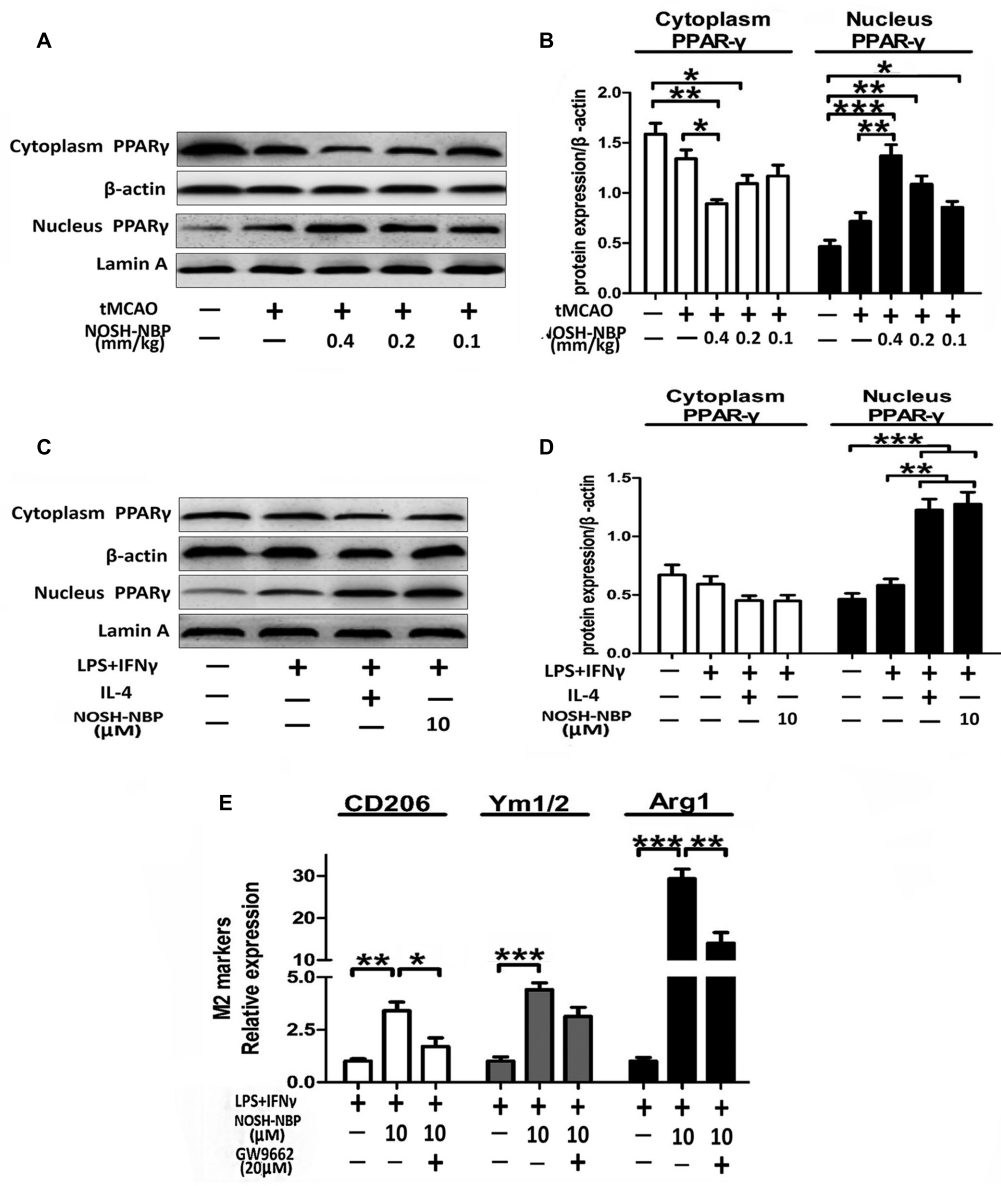 A
Cytoplasm PPARγ
β-actin
Nucleus PPARγ
Lamin A
tMCAO — + + + +
NOSH-NBP (mm/kg) — — 0.4 0.2 0.1
B
Cytoplasm PPAR-γ
Nucleus PPAR-γ
protein expression/β -actin
2.0
1.5
1.0
0.5
0.0
* ** *
* ** *** **
tMCAO — + + + + — + + + +
NOSH-NBP (mm/kg) — — 0.4 0.2 0.1 — — 0.4 0.2 0.1
C
Cytoplasm PPARγ
β-actin
Nucleus PPARγ
Lamin A
LPS+IFNγ — + + +
IL-4 — — + —
NOSH-NBP (μM) — — — 10
D
Cytoplasm PPAR-γ
Nucleus PPAR-γ
protein expression/β -actin
1.5
1.0
0.5
0.0
*** **
LPS+IFNγ — + + + — + + +
IL-4 — — + — — — + —
NOSH-NBP (μM) — — — 10 — — — 10
E
CD206 Ym1/2 Arg1
M2 markers
Relative expression
30
20
10
5.0
2.5
0.0
** * *** *** **
LPS+IFNγ + + + + + + + + +
NOSH-NBP (μM) — 10 10 — 10 10 — 10 10
GW9662 (20μM) — — + — — + — — +